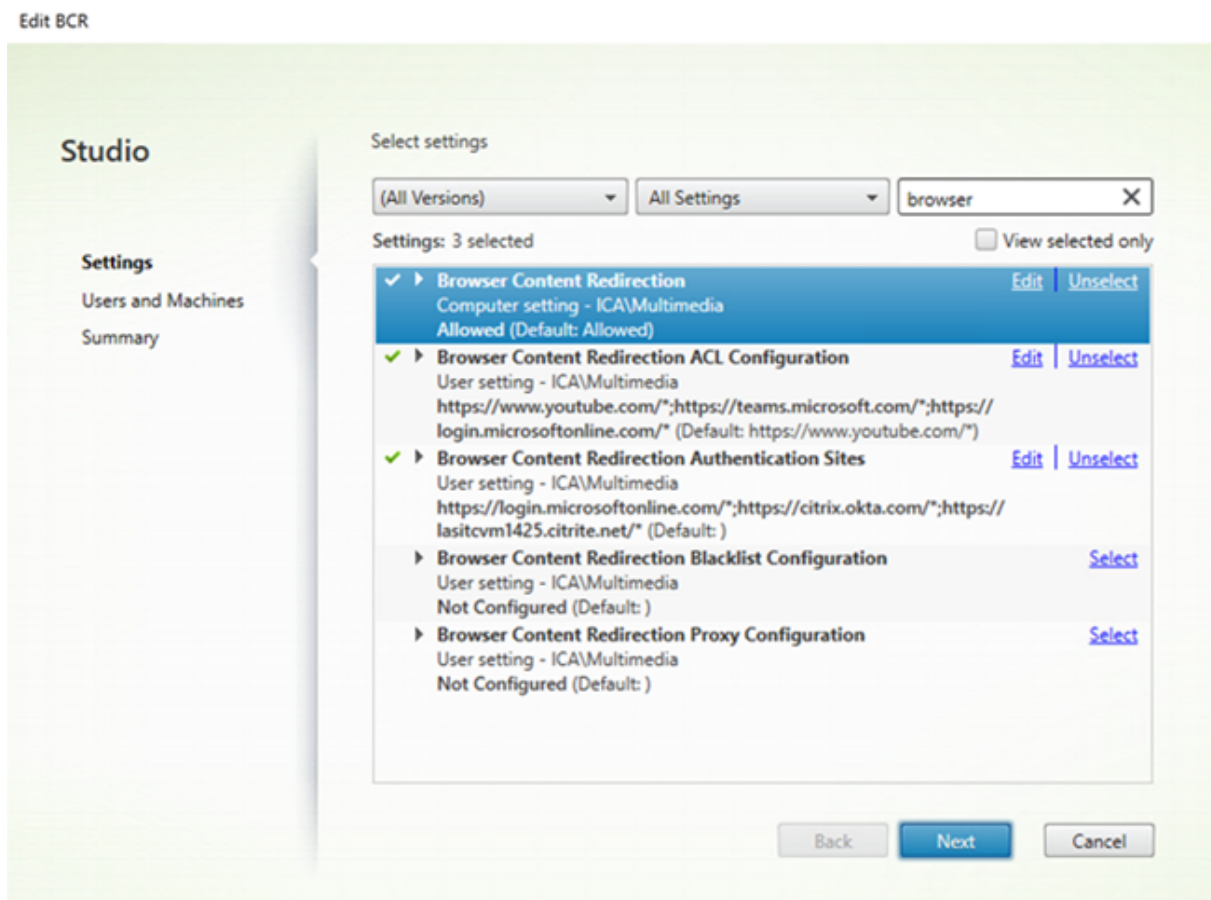 Edit BCR
Studio
Settings
Users and Machines
Summary
Select settings
(All Versions)
All Settings
browser
Settings: 3 selected
View selected only
Browser Content Redirection
Edit | Unselect
Computer setting - ICA\Multimedia
Allowed (Default: Allowed)
Browser Content Redirection ACL Configuration
Edit | Unselect
User setting - ICA\Multimedia
https://www.youtube.com/*;https://teams.microsoft.com/*;https://
login.microsoftonline.com/* (Default: https://www.youtube.com/*)
Browser Content Redirection Authentication Sites
Edit | Unselect
User setting - ICA\Multimedia
https://login.microsoftonline.com/*;https://citrix.okta.com/*;https://
lasitcvm1425.citrite.net/* (Default: )
Browser Content Redirection Blacklist Configuration
Select
User setting - ICA\Multimedia
Not Configured (Default: )
Browser Content Redirection Proxy Configuration
Select
User setting - ICA\Multimedia
Not Configured (Default: )
Back
Next
Cancel